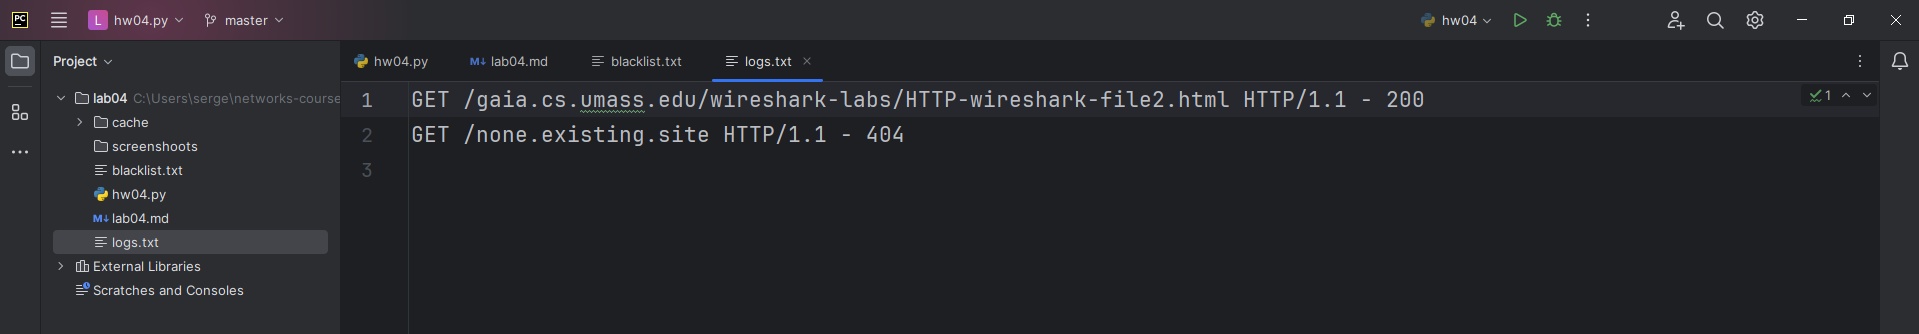 PC L hw04.py master hw04
Project
hw04.py M↓ lab04.md blacklist.txt logs.txt
lab04 C:\Users\serge\networks-course
cache
screenshoots
blacklist.txt
hw04.py
M↓ lab04.md
logs.txt
External Libraries
Scratches and Consoles
1 GET /gaia.cs.umass.edu/wireshark-labs/HTTP-wireshark-file2.html HTTP/1.1 - 200
1
2 GET /none.existing.site HTTP/1.1 - 404
3